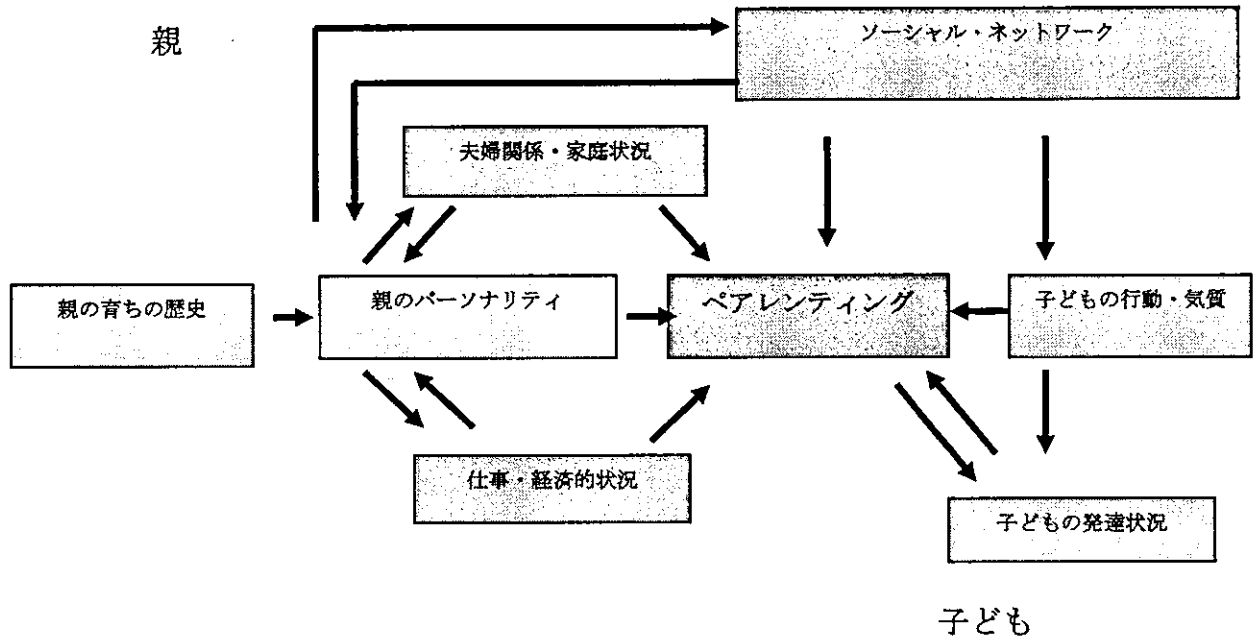 親
ソーシャル・ネットワーク
夫婦関係・家庭状況
親の育ちの歴史
親のパーソナリティ
ペアレンティング
子どもの行動・気質
仕事・経済的状況
子どもの発達状況
子ども